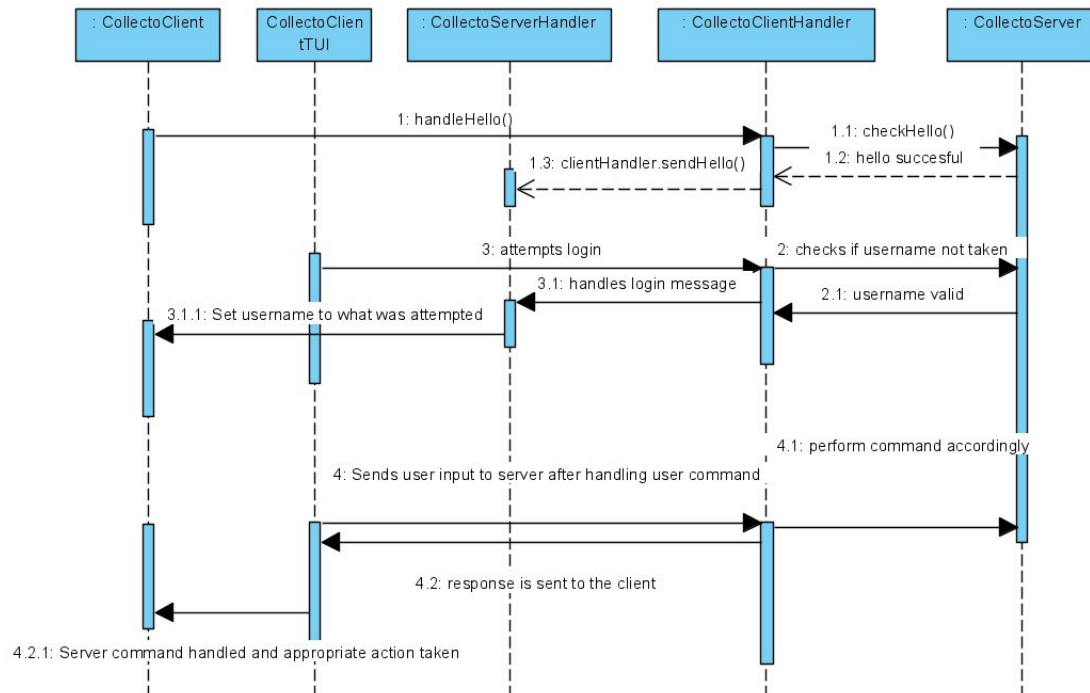 : CollectoClient
CollectoClien
tTUI
: CollectoServerHandler
: CollectoClientHandler
: CollectoServer
1: handleHello()
1.1: checkHello()
1.2: hello succesful
1.3: clientHandler.sendHello()
3: attempts login
2: checks if username not taken
3.1: handles login message
2.1: username valid
3.1.1: Set username to what was attempted
4.1: perform command accordingly
4: Sends user input to server after handling user command
4.2: response is sent to the client
4.2.1: Server command handled and appropriate action taken